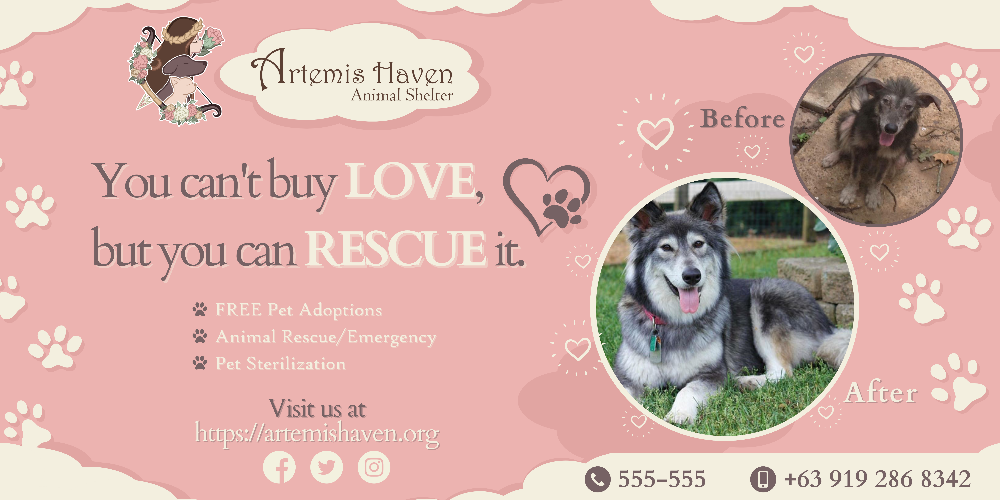 Artemis Haven
Animal Shelter
Before
You can't buy LOVE,
but you can RESCUE it.
FREE Pet Adoptions
Animal Rescue/Emergency
Pet Sterilization
After
Visit us at
https://artemishaven.org
555-555
+63 919 286 8342